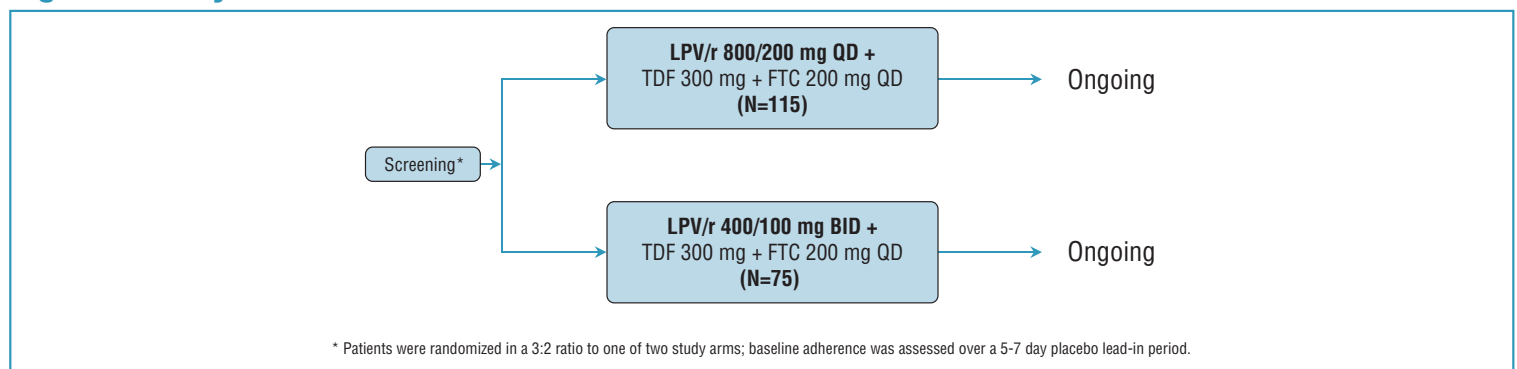 LPV/r 800/200 mg QD +
TDF 300 mg + FTC 200 mg QD
(N=115)
Ongoing
Screening*
LPV/r 400/100 mg BID +
TDF 300 mg + FTC 200 mg QD
(N=75)
Ongoing
* Patients were randomized in a 3:2 ratio to one of two study arms; baseline adherence was assessed over a 5-7 day placebo lead-in period.